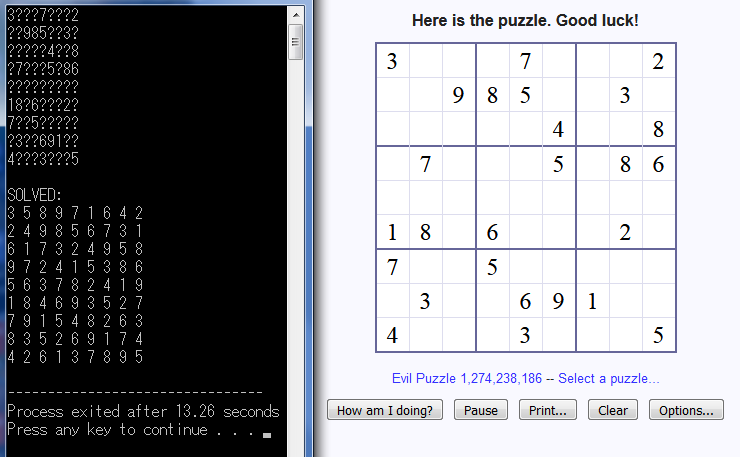 3???7???2
??985??3?
?????4??8
?7???5?86
?????????
18?6???2?
7??5?????
?3??691??
4???3???5
SOLVED:
3 5 8 9 7 1 6 4 2
2 4 9 8 5 6 7 3 1
6 1 7 3 2 4 9 5 8
9 7 2 4 1 5 3 8 6
5 6 3 7 8 2 4 1 9
1 8 4 6 9 3 5 2 7
7 9 1 5 4 8 2 6 3
8 3 5 2 6 9 1 7 4
4 2 6 1 3 7 8 9 5
--------------------------------
Process exited after 13.26 seconds
Press any key to continue . . .
Here is the puzzle. Good luck!
3 7 2
9 8 5 3
4 8
7 5 8 6
1 8 6 2
7 5
3 6 9 1
4 3 5
Evil Puzzle 1,274,238,186 -- Select a puzzle...
How am I doing? Pause Print... Clear Options...